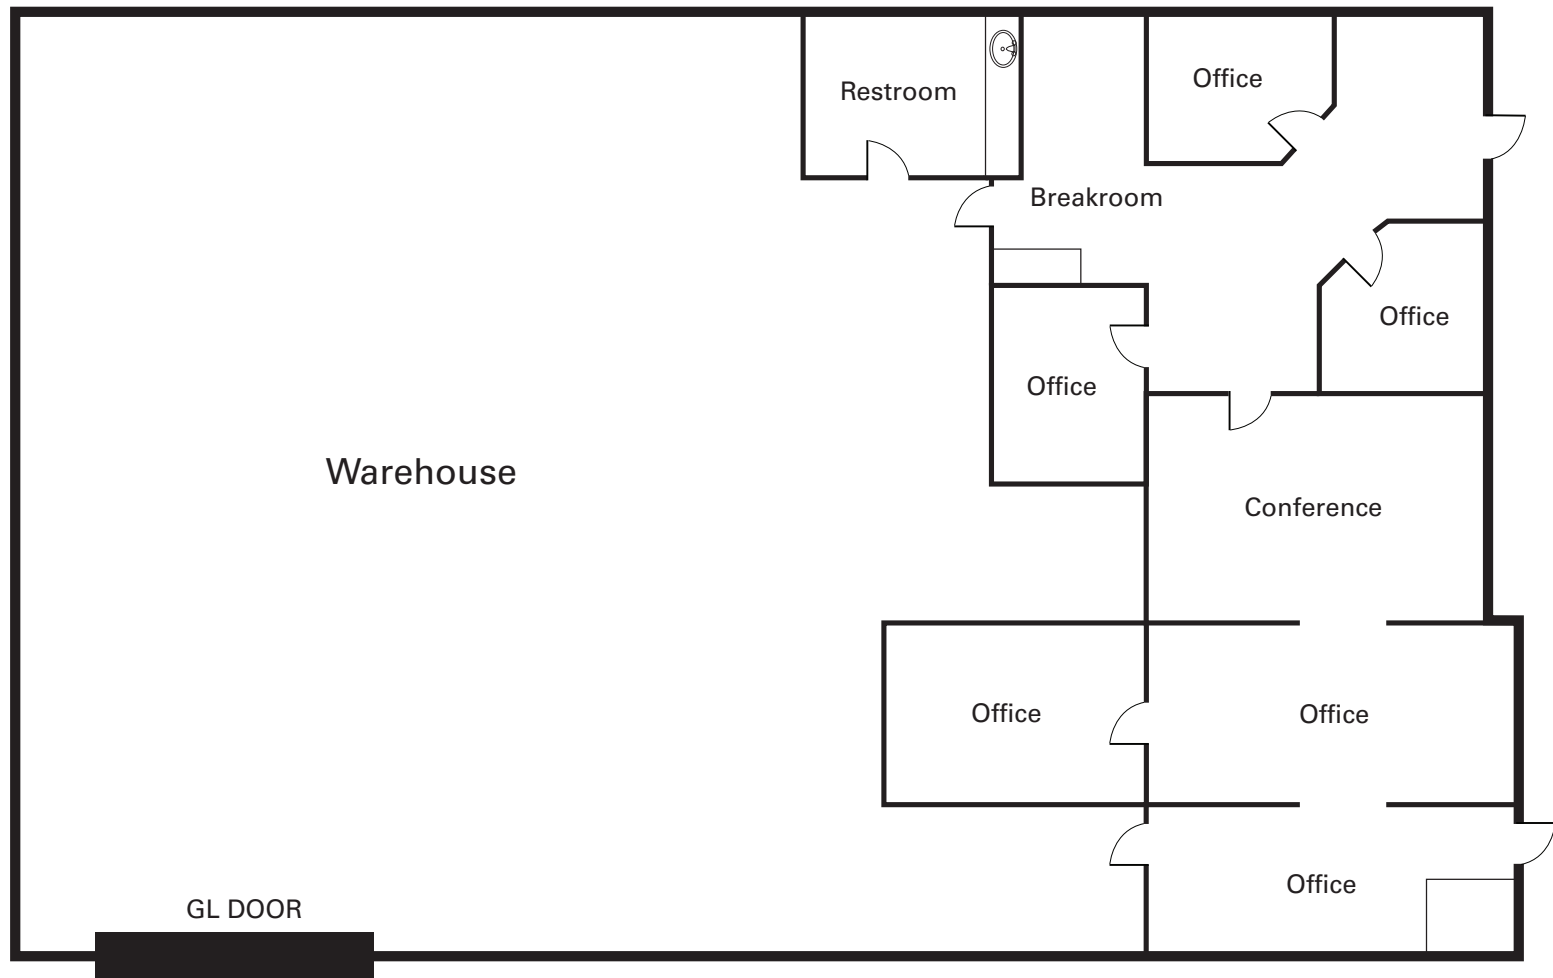 Office
Restroom
Breakroom
Office
Office
Warehouse
Conference
Office
Office
Office
GL DOOR